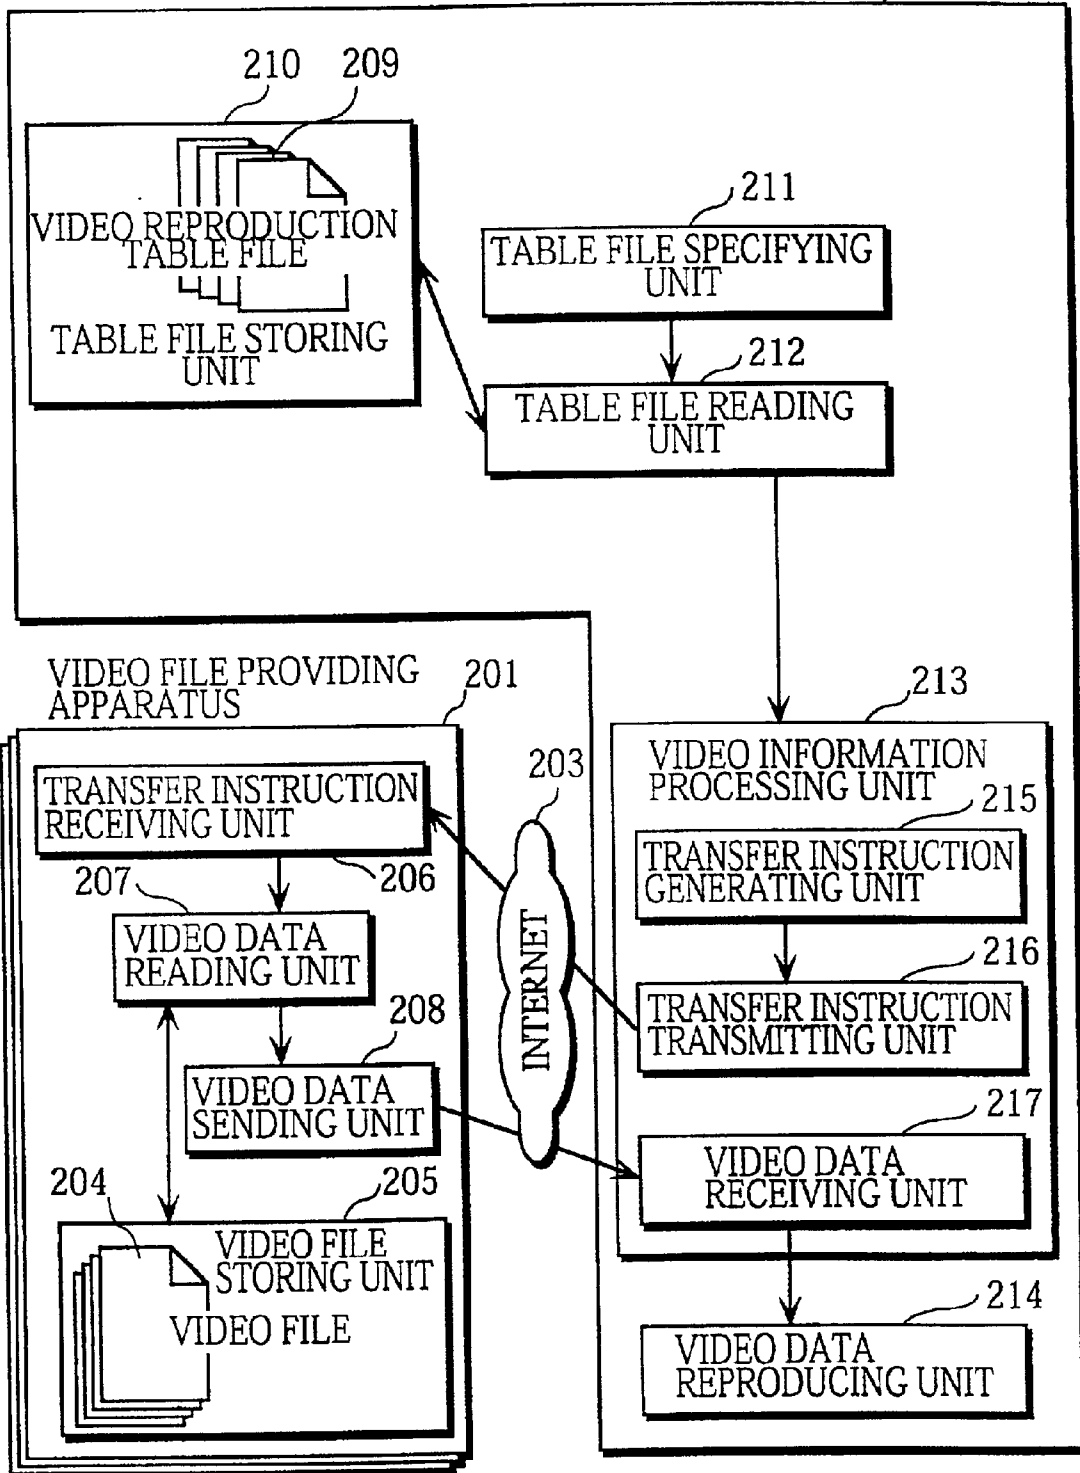 210
209
VIDEO REPRODUCTION
TABLE FILE
TABLE FILE STORING
UNIT
211
TABLE FILE SPECIFYING
UNIT
212
TABLE FILE READING
UNIT
VIDEO FILE PROVIDING
APPARATUS
201
TRANSFER INSTRUCTION
RECEIVING UNIT
206
207
VIDEO DATA
READING UNIT
208
VIDEO DATA
SENDING UNIT
204
205
VIDEO FILE
STORING UNIT
VIDEO FILE
203
INTERNET
213
VIDEO INFORMATION
PROCESSING UNIT
215
TRANSFER INSTRUCTION
GENERATING UNIT
216
TRANSFER INSTRUCTION
TRANSMITTING UNIT
217
VIDEO DATA
RECEIVING UNIT
214
VIDEO DATA
REPRODUCING UNIT